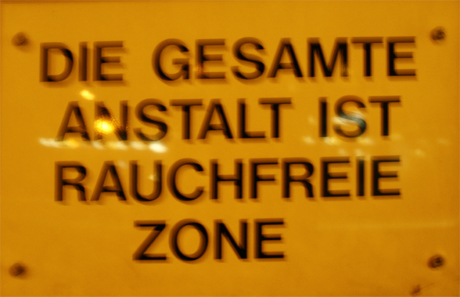 DIE GESAMTE
ANSTALT IST
RAUCHFREIE
ZONE